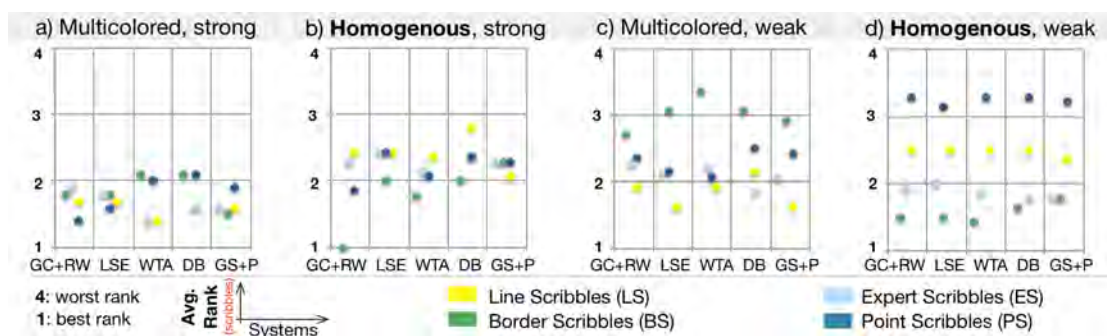 a) Multicolored, strong
b) Homogenous, strong
c) Multicolored, weak
d) Homogenous, weak
4
3
2
1
GC+RW LSE WTA DB GS+P
4
3
2
1
GC+RW LSE WTA DB GS+P
4
3
2
1
GC+RW LSE WTA DB GS+P
4
3
2
1
GC+RW LSE WTA DB GS+P
4: worst rank
1: best rank
Avg.
Rank
(scribbles)
Systems
Line Scribbles (LS)
Border Scribbles (BS)
Expert Scribbles (ES)
Point Scribbles (PS)